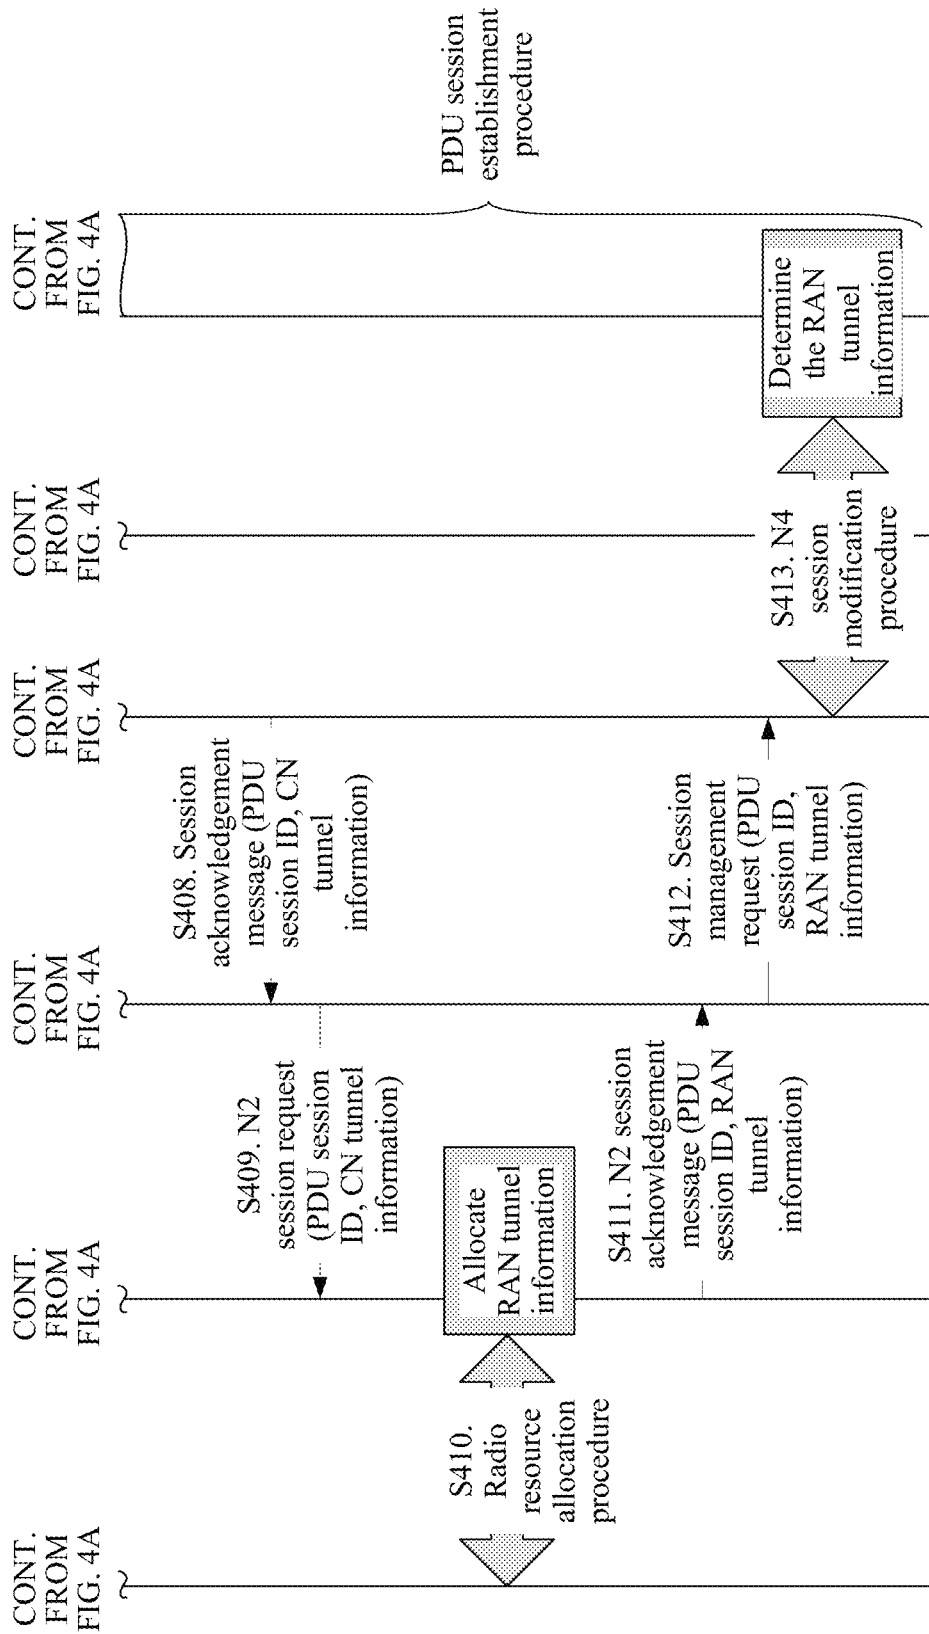 CONT.
FROM
FIG. 4A
CONT.
FROM
FIG. 4A
CONT.
FROM
FIG. 4A
CONT.
FROM
FIG. 4A
CONT.
FROM
FIG. 4A
CONT.
FROM
FIG. 4A
S408. Session
acknowledgement
message (PDU
session ID, CN
tunnel
information)
S409. N2
session request
(PDU session
ID, CN tunnel
information)
S410.
Radio
resource
allocation
procedure
Allocate
RAN tunnel
information
S411. N2 session
acknowledgement
message (PDU
session ID, RAN
tunnel
information)
S412. Session
management
request (PDU
session ID,
RAN tunnel
information)
S413. N4
session
modification
procedure
Determine
the RAN
tunnel
information
PDU session
establishment
procedure